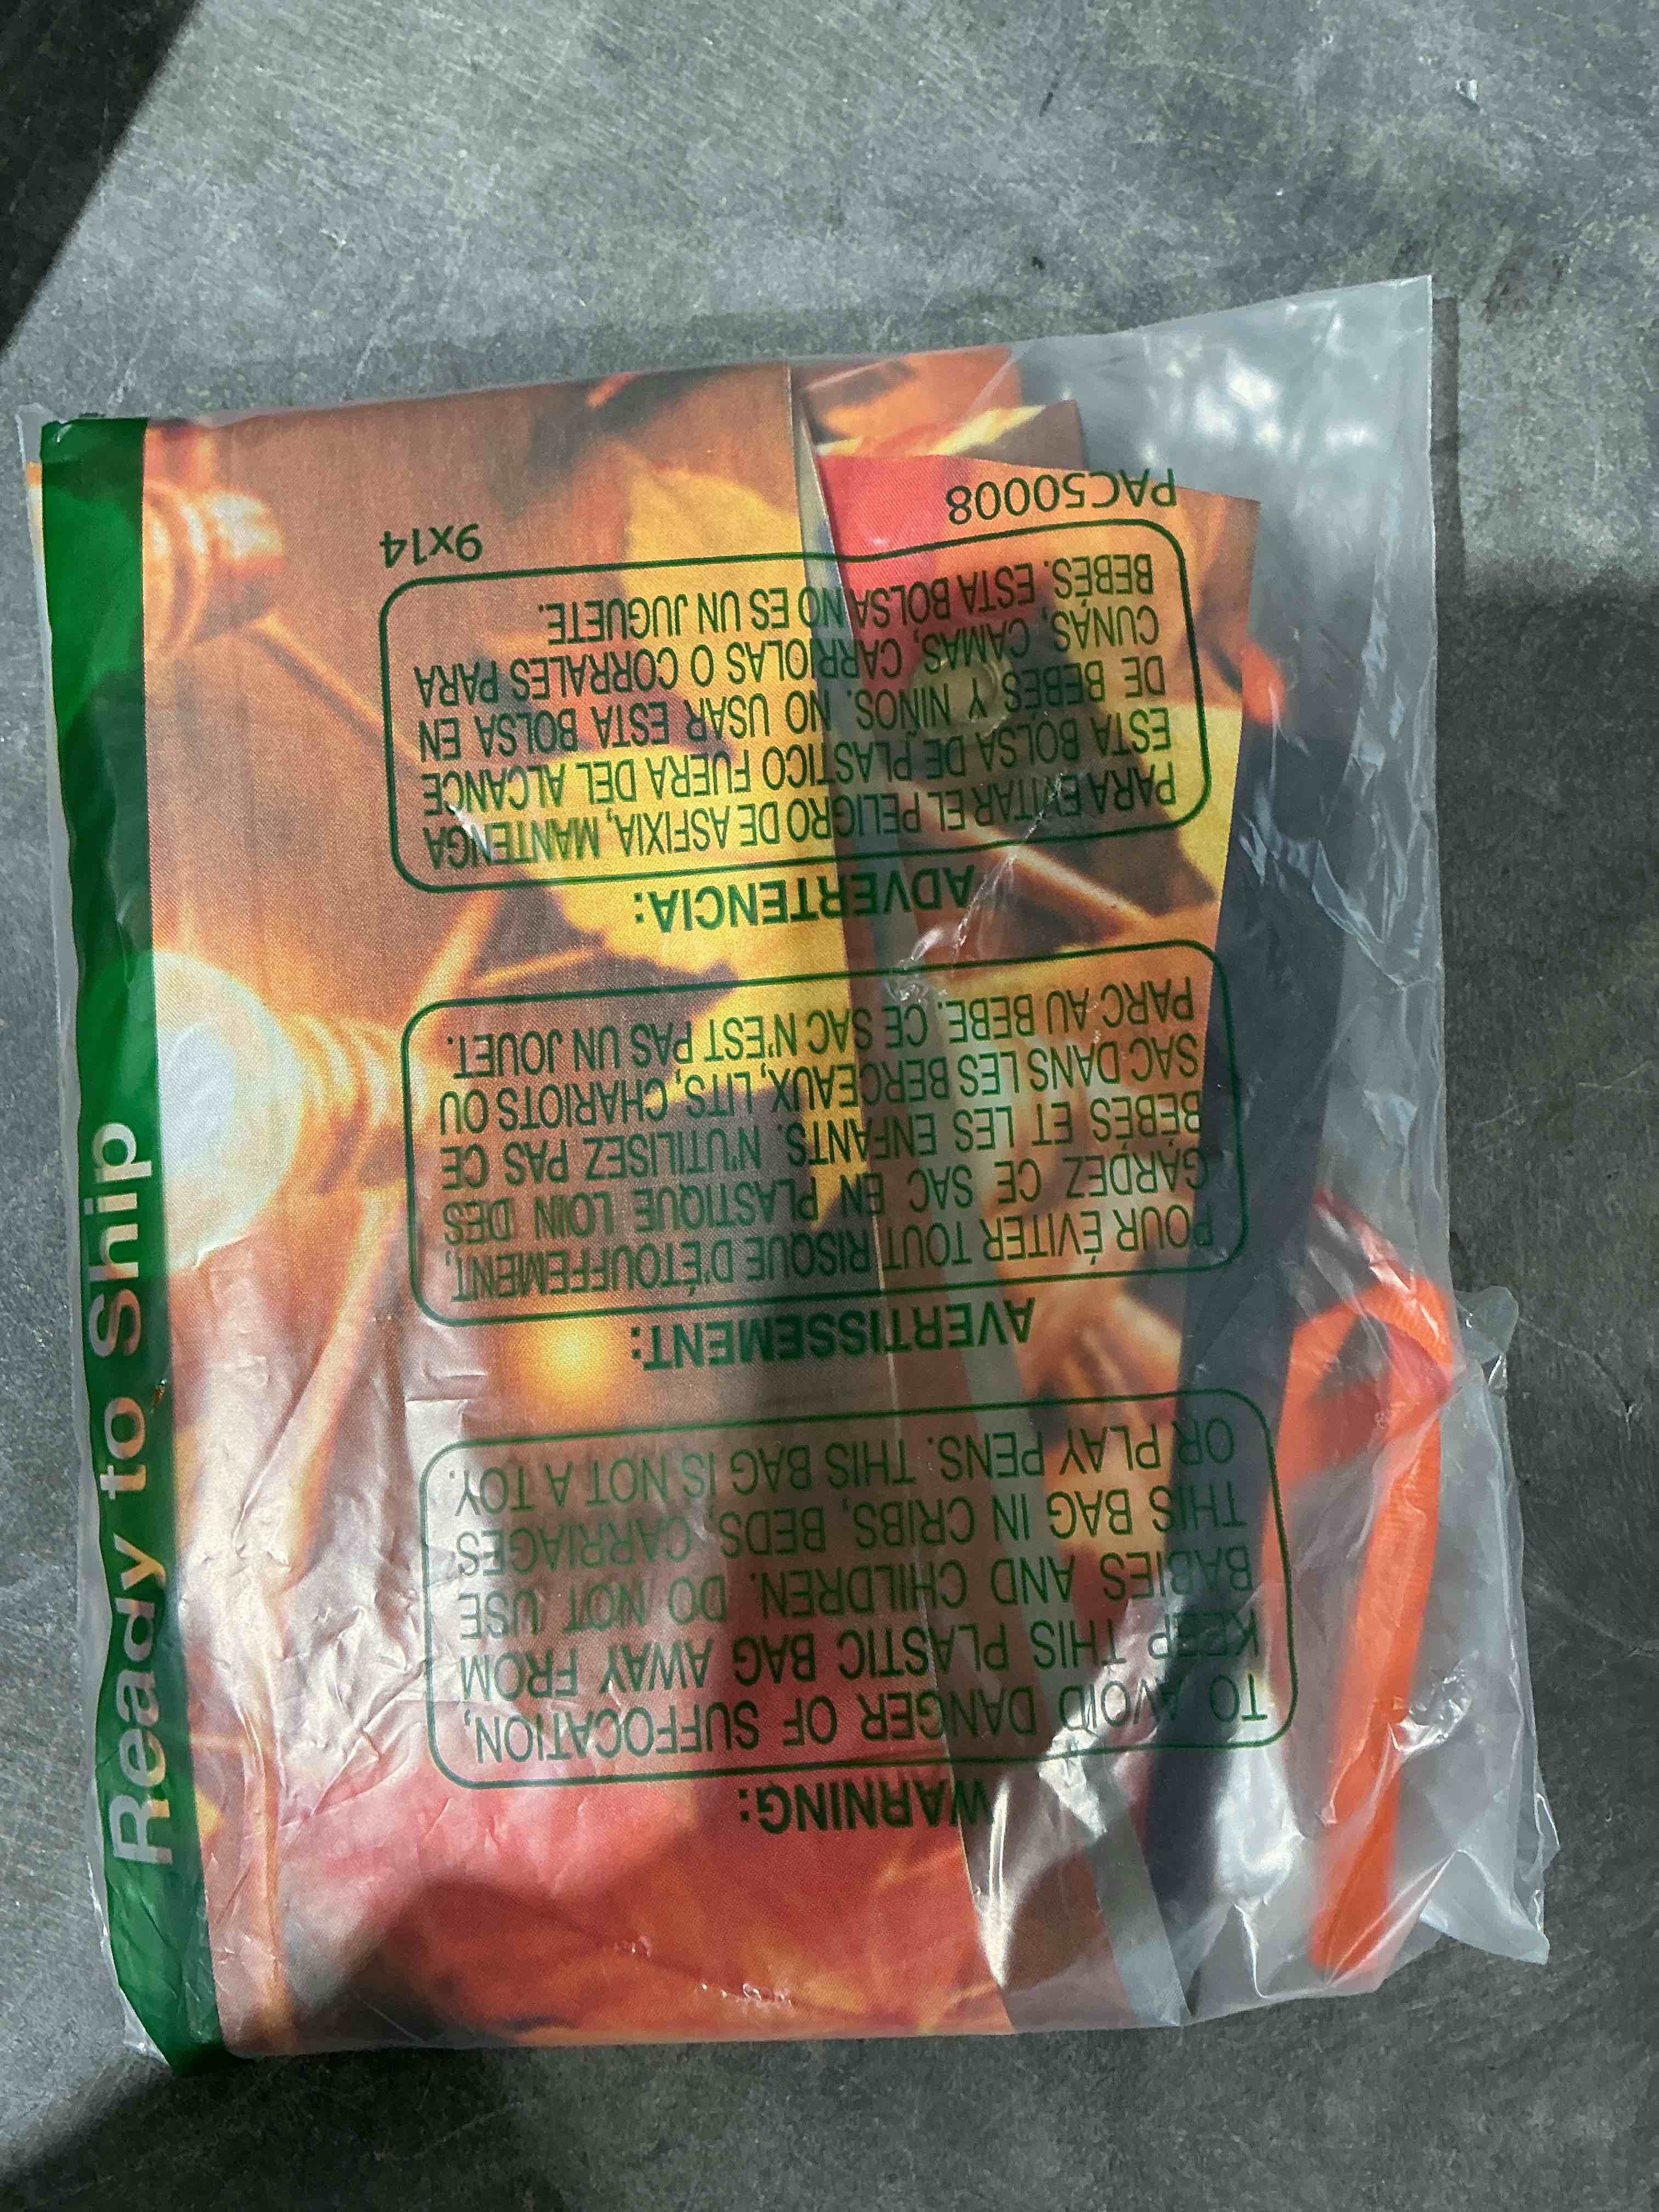 Ready to Ship
WARNING:
TO AVOID DANGER OF SUFFOCATION,
KEEP THIS PLASTIC BAG AWAY FROM
BABIES AND CHILDREN. DO NOT USE
THIS BAG IN CRIBS, BEDS, CARRIAGES
OR PLAY PENS. THIS BAG IS NOT A TOY.
AVERTISSEMENT:
POUR ÉVITER TOUT RISQUE D'ÉTOUFFEMENT,
GARDEZ CE SAC EN PLASTIQUE LOIN DES
BÉBÉS ET LES ENFANTS. N'UTILISEZ PAS CE
SAC DANS LES BERCEAUX, LITS, CHARIOTS OU
PARC AU BEBE. CE SAC N'EST PAS UN JOUET.
ADVERTENCIA:
PARA EVITAR EL PELIGRO DE ASFIXIA, MANTENGA
ESTA BOLSA DE PLASTICO FUERA DEL ALCANCE
DE BEBÉS Y NIÑOS. NO USAR ESTA BOLSA EN
CUNAS, CAMAS, CARRIOLAS O CORRALES PARA
BEBÉS. ESTA BOLSA NO ES UN JUGUETE.
PAC50008
9x14